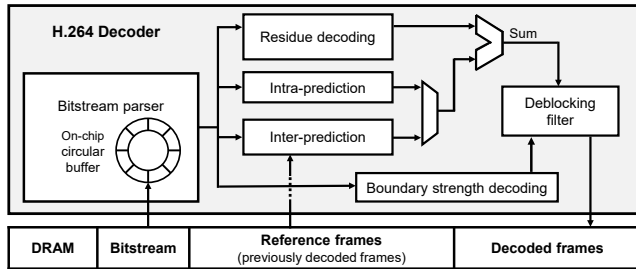 H.264 Decoder
Residue decoding
Sum
Bitstream parser
On-chip
circular
buffer
Intra-prediction
Inter-prediction
Deblocking
filter
Boundary strength decoding
DRAM
Bitstream
Reference frames
(previously decoded frames)
Decoded frames